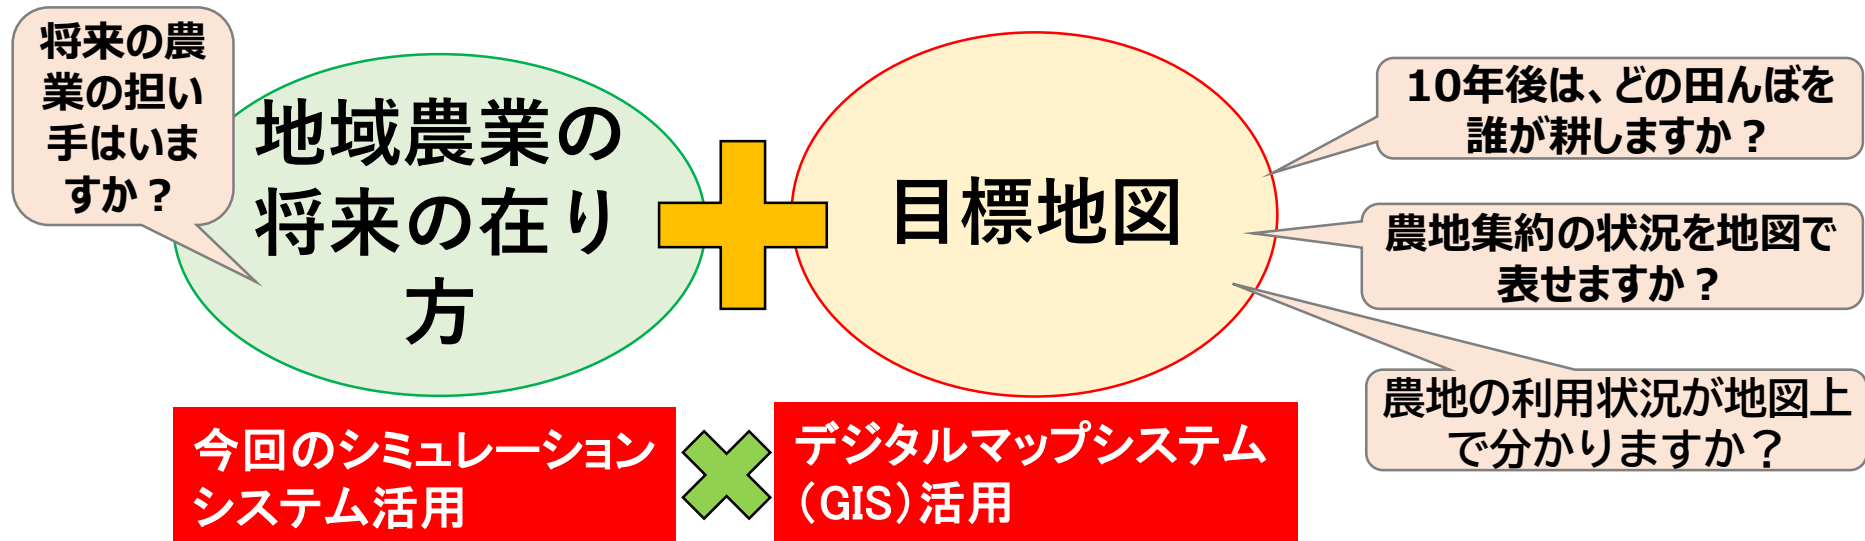 将来の農
業の担い
手はいま
すか？
地域農業の
将来の在り
方
目標地図
10年後は、どの田んぼを
誰が耕しますか？
農地集約の状況を地図で
表せますか？
農地の利用状況が地図上
で分かりますか？
今回のシミュレーション
システム活用
デジタルマップシステム
（GIS）活用